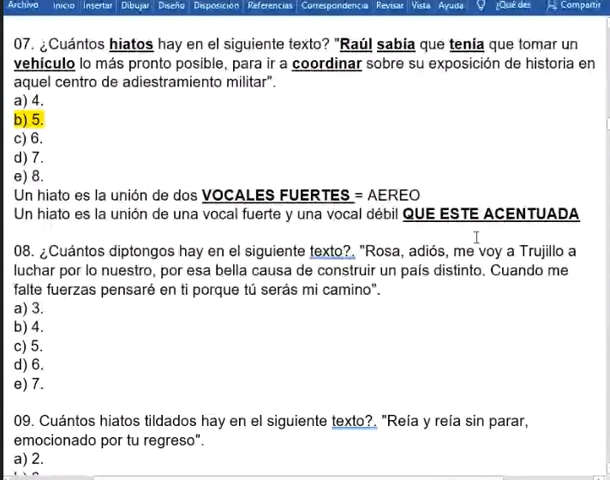 Archivo Inicio Insertar Dibujar Diseño Disposición Referencias Correspondencia Revisar Vista Ayuda ¿Qué des Compartir
07. ¿Cuántos hiatos hay en el siguiente texto? "Raúl sabía que tenía que tomar un
vehículo lo más pronto posible, para ir a coordinar sobre su exposición de historia en
aquel centro de adiestramiento militar".
a) 4.
b) 5.
c) 6.
d) 7.
e) 8.
Un hiato es la unión de dos VOCALES FUERTES = AEREO
Un hiato es la unión de una vocal fuerte y una vocal débil QUE ESTE ACENTUADA
08. ¿Cuántos diptongos hay en el siguiente texto?. "Rosa, adiós, me voy a Trujillo a
luchar por lo nuestro, por esa bella causa de construir un país distinto. Cuando me
falte fuerzas pensaré en ti porque tú serás mi camino".
a) 3.
b) 4.
c) 5.
d) 6.
e) 7.
09. Cuántos hiatos tildados hay en el siguiente texto?. "Reía y reía sin parar,
emocionado por tu regreso".
a) 2.